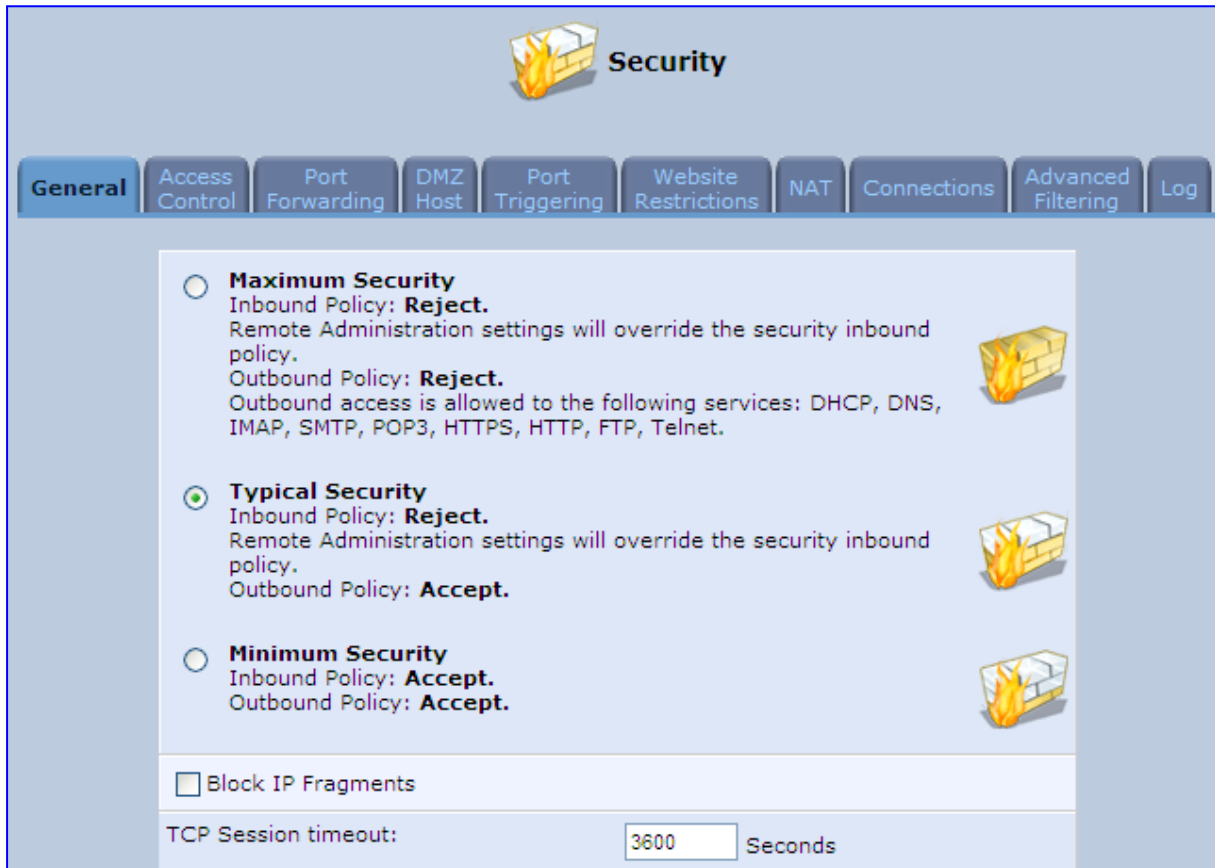 Security
General
Access Control
Port Forwarding
DMZ Host
Port Triggering
Website Restrictions
NAT
Connections
Advanced Filtering
Log
Maximum Security
Inbound Policy: Reject.
Remote Administration settings will override the security inbound
policy.
Outbound Policy: Reject.
Outbound access is allowed to the following services: DHCP, DNS,
IMAP, SMTP, POP3, HTTPS, HTTP, FTP, Telnet.
Typical Security
Inbound Policy: Reject.
Remote Administration settings will override the security inbound
policy.
Outbound Policy: Accept.
Minimum Security
Inbound Policy: Accept.
Outbound Policy: Accept.
Block IP Fragments
TCP Session timeout: 3600 Seconds